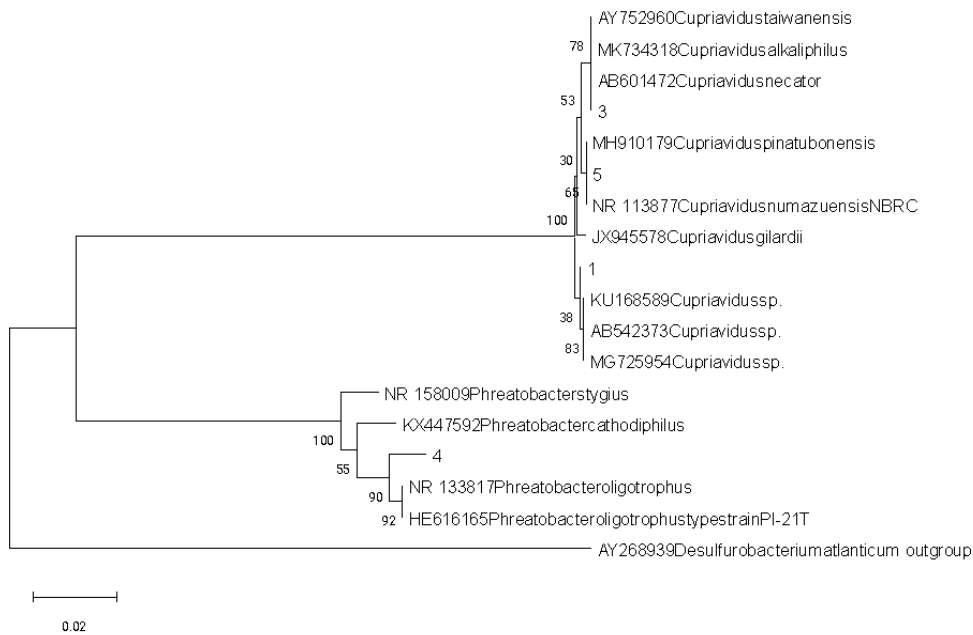 AY752960Cupriavidustaiwanensis
78
MK734318Cupriavidusalkaliphilus
AB601472Cupriavidusnecator
53
3
MH910179Cupriaviduspinatubonensis
30
5
65
NR 113877CupriavidusnumazuensisNBRC
100
JX945578Cupriavidusgilardii
1
KU168589Cupriavidussp.
38
AB542373Cupriavidussp.
83
MG725954Cupriavidussp.
NR 158009Phreatobacterstygius
KX447592Phreatobactercathodiphilus
100
4
55
NR 133817Phreatobacteroligotrophus
90
92
HE616165PhreatobacteroligotrophustypestrainPI-21T
AY268939Desulfurobacteriumatlanticum outgroup
0.02